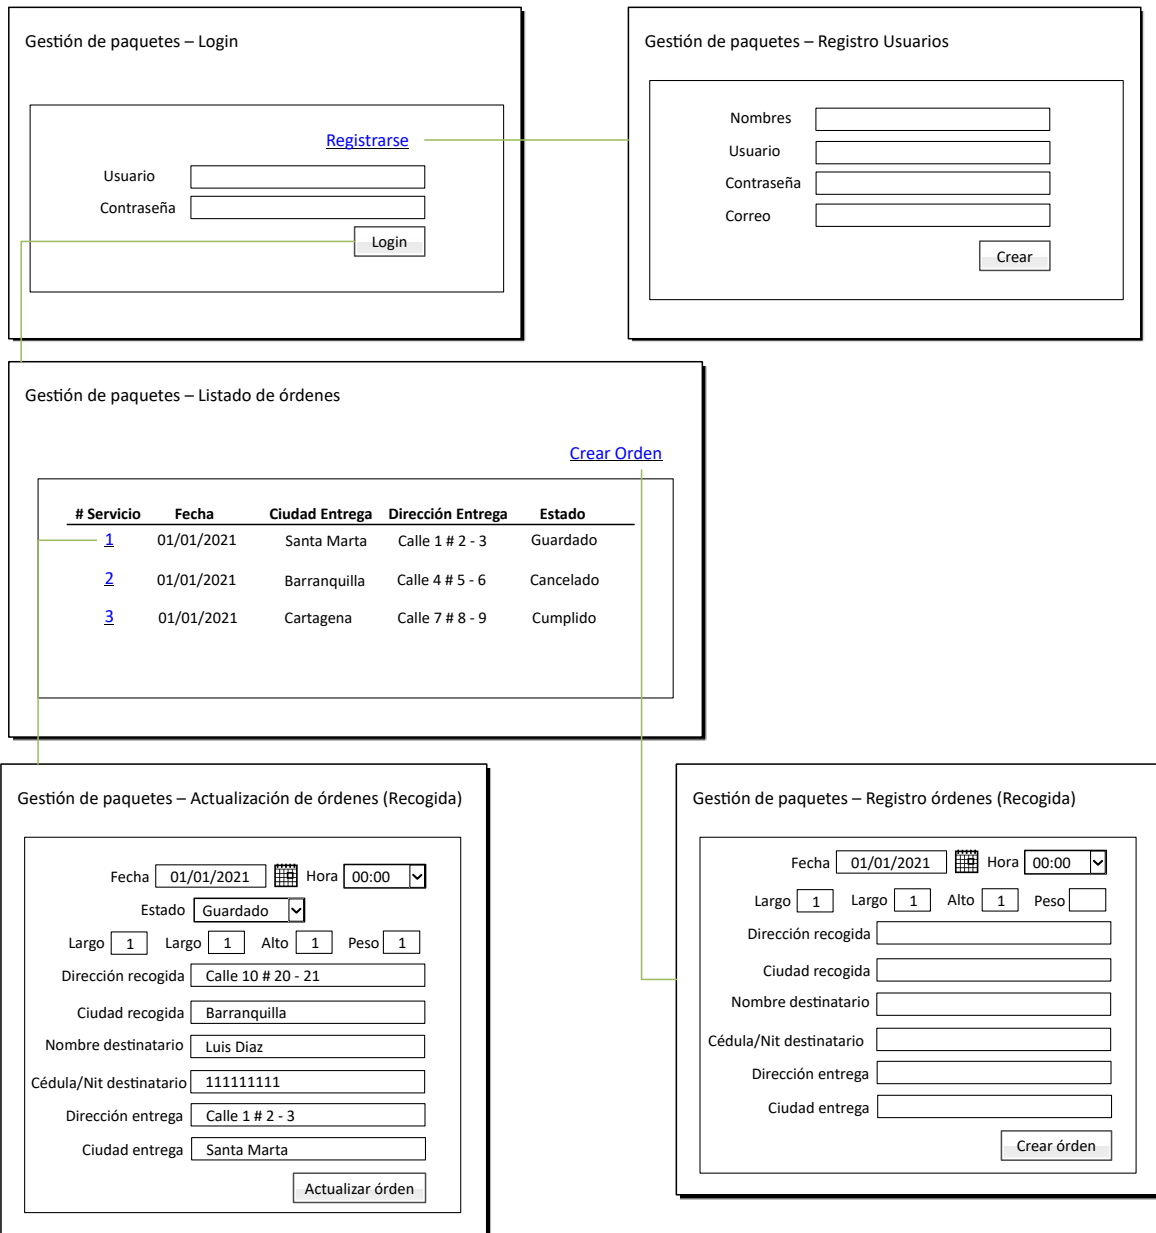 Gestión de paquetes – Login
Registrarse
Usuario
Contraseña
Login
Gestión de paquetes – Registro Usuarios
Nombres
Usuario
Contraseña
Correo
Crear
Gestión de paquetes – Listado de órdenes
Crear Orden
# Servicio Fecha Ciudad Entrega Dirección Entrega Estado
1 01/01/2021 Santa Marta Calle 1 # 2 - 3 Guardado
2 01/01/2021 Barranquilla Calle 4 # 5 - 6 Cancelado
3 01/01/2021 Cartagena Calle 7 # 8 - 9 Cumplido
Gestión de paquetes – Actualización de órdenes (Recogida)
Fecha 01/01/2021 Hora 00:00
Estado Guardado
Largo 1 Largo 1 Alto 1 Peso 1
Dirección recogida Calle 10 # 20 - 21
Ciudad recogida Barranquilla
Nombre destinatario Luis Diaz
Cédula/Nit destinatario 111111111
Dirección entrega Calle 1 # 2 - 3
Ciudad entrega Santa Marta
Actualizar órden
Gestión de paquetes – Registro órdenes (Recogida)
Fecha 01/01/2021 Hora 00:00
Largo 1 Largo 1 Alto 1 Peso
Dirección recogida
Ciudad recogida
Nombre destinatario
Cédula/Nit destinatario
Dirección entrega
Ciudad entrega
Crear órden